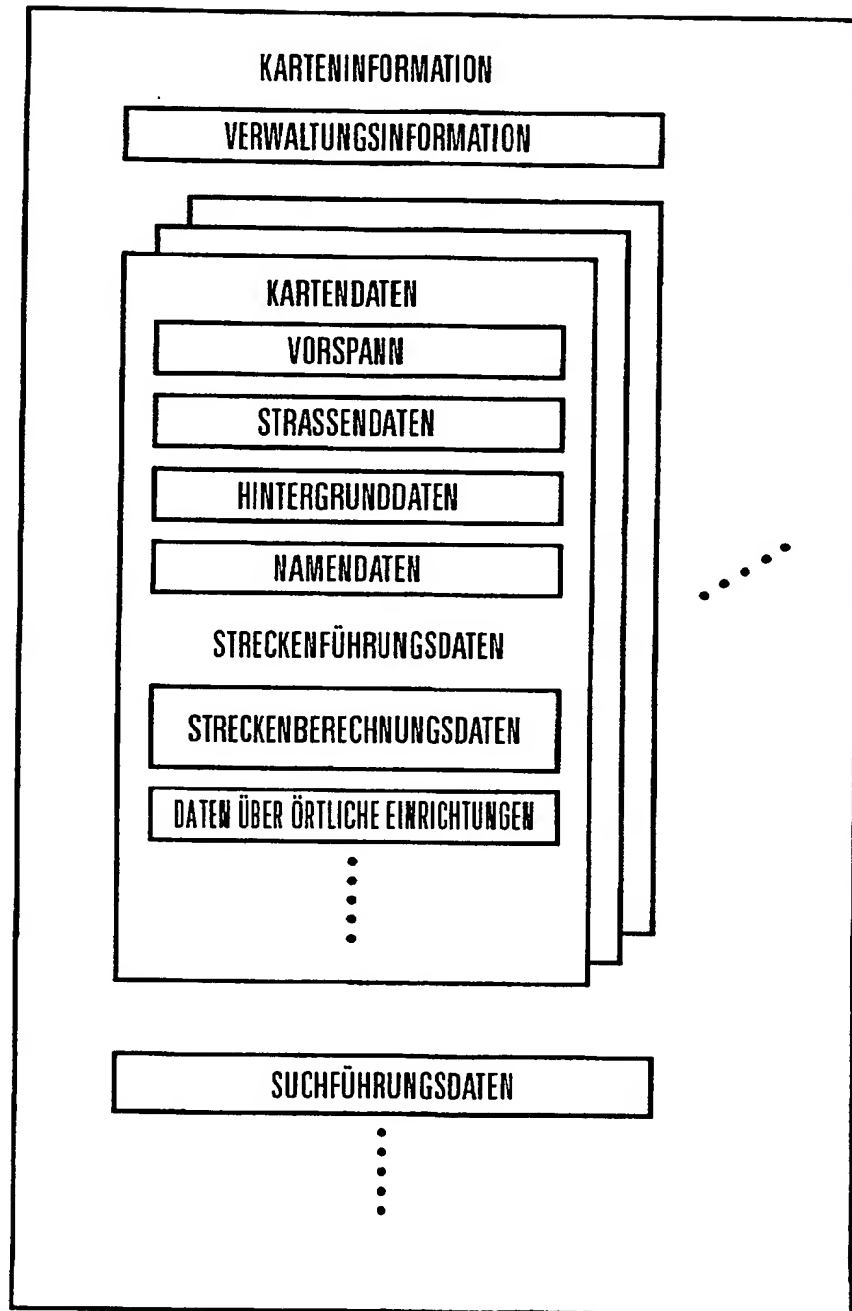 KARTENINFORMATION
VERWALTUNGSINFORMATION
KARTENDATEN
VORSPANN
STRASSENDATEN
HINTERGRUNDDATEN
NAMENDATEN
STRECKENFÜHRUNGSDATEN
STRECKENBERECHNUNGSDATEN
DATEN ÜBER ÖRTLICHE EINRICHTUNGEN
SUCHFÜHRUNGSDATEN